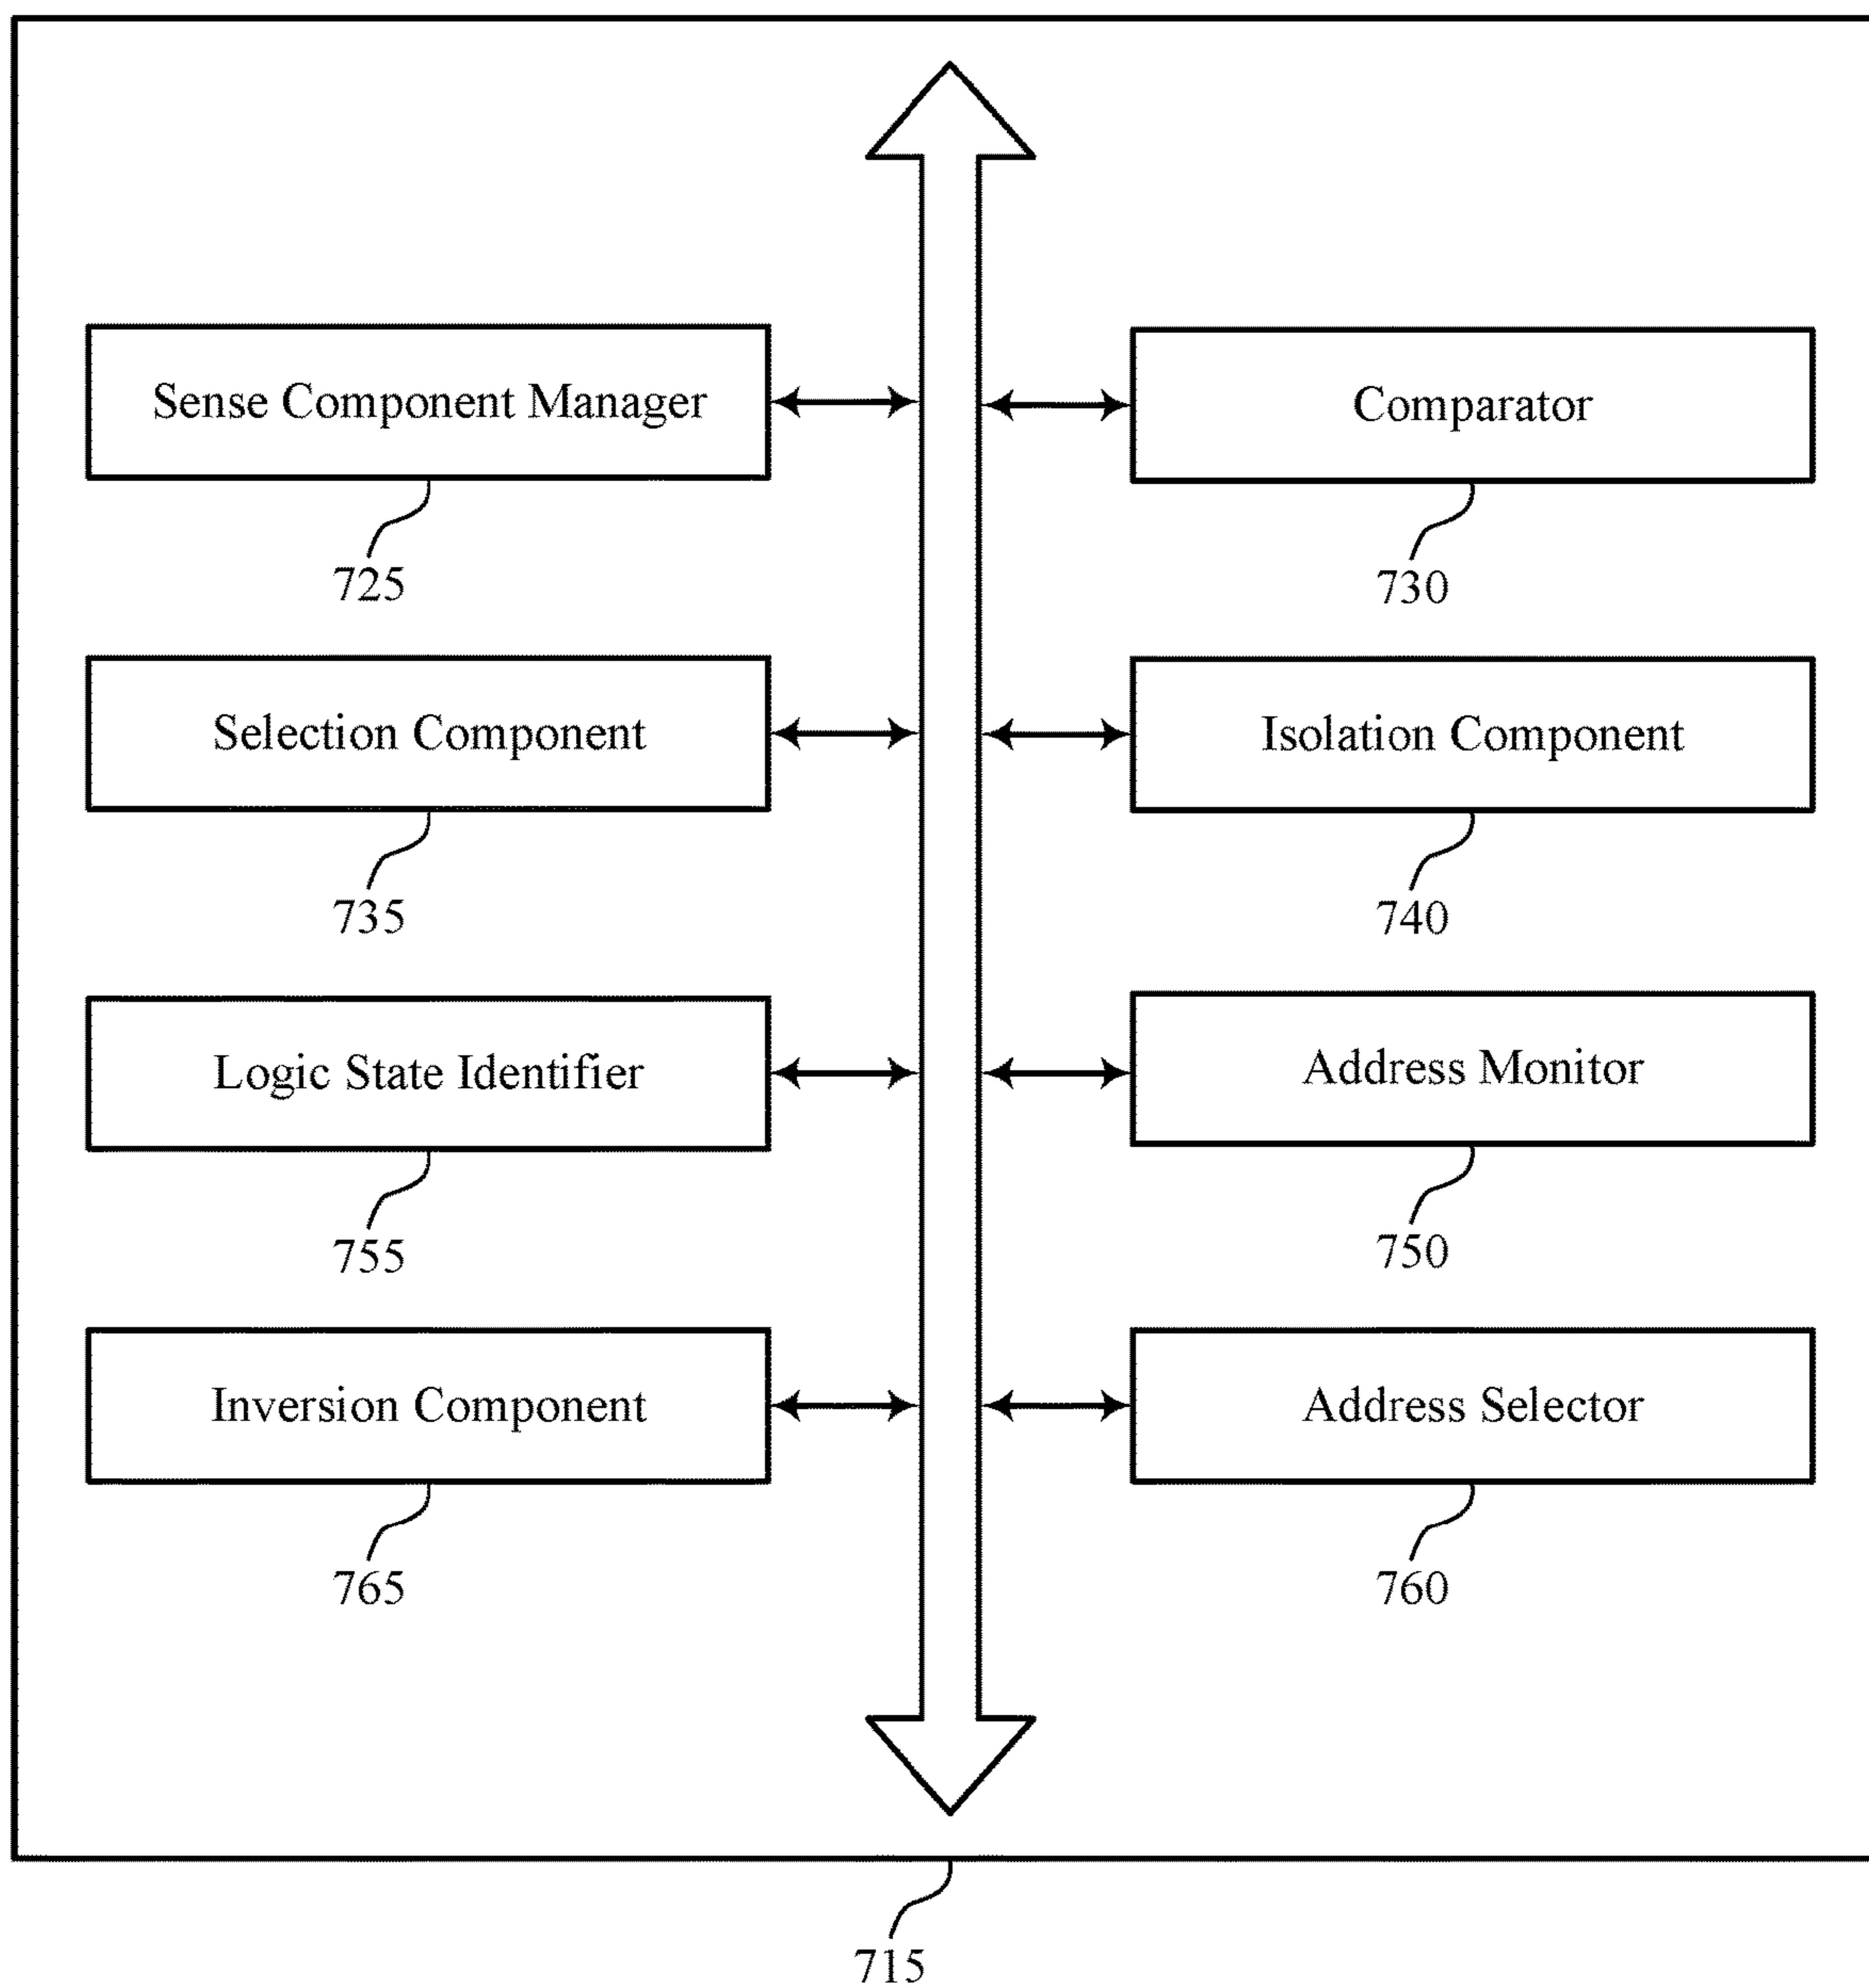 Sense Component Manager
Comparator
725
730
Selection Component
Isolation Component
735
740
Logic State Identifier
Address Monitor
755
750
Inversion Component
Address Selector
765
760
715